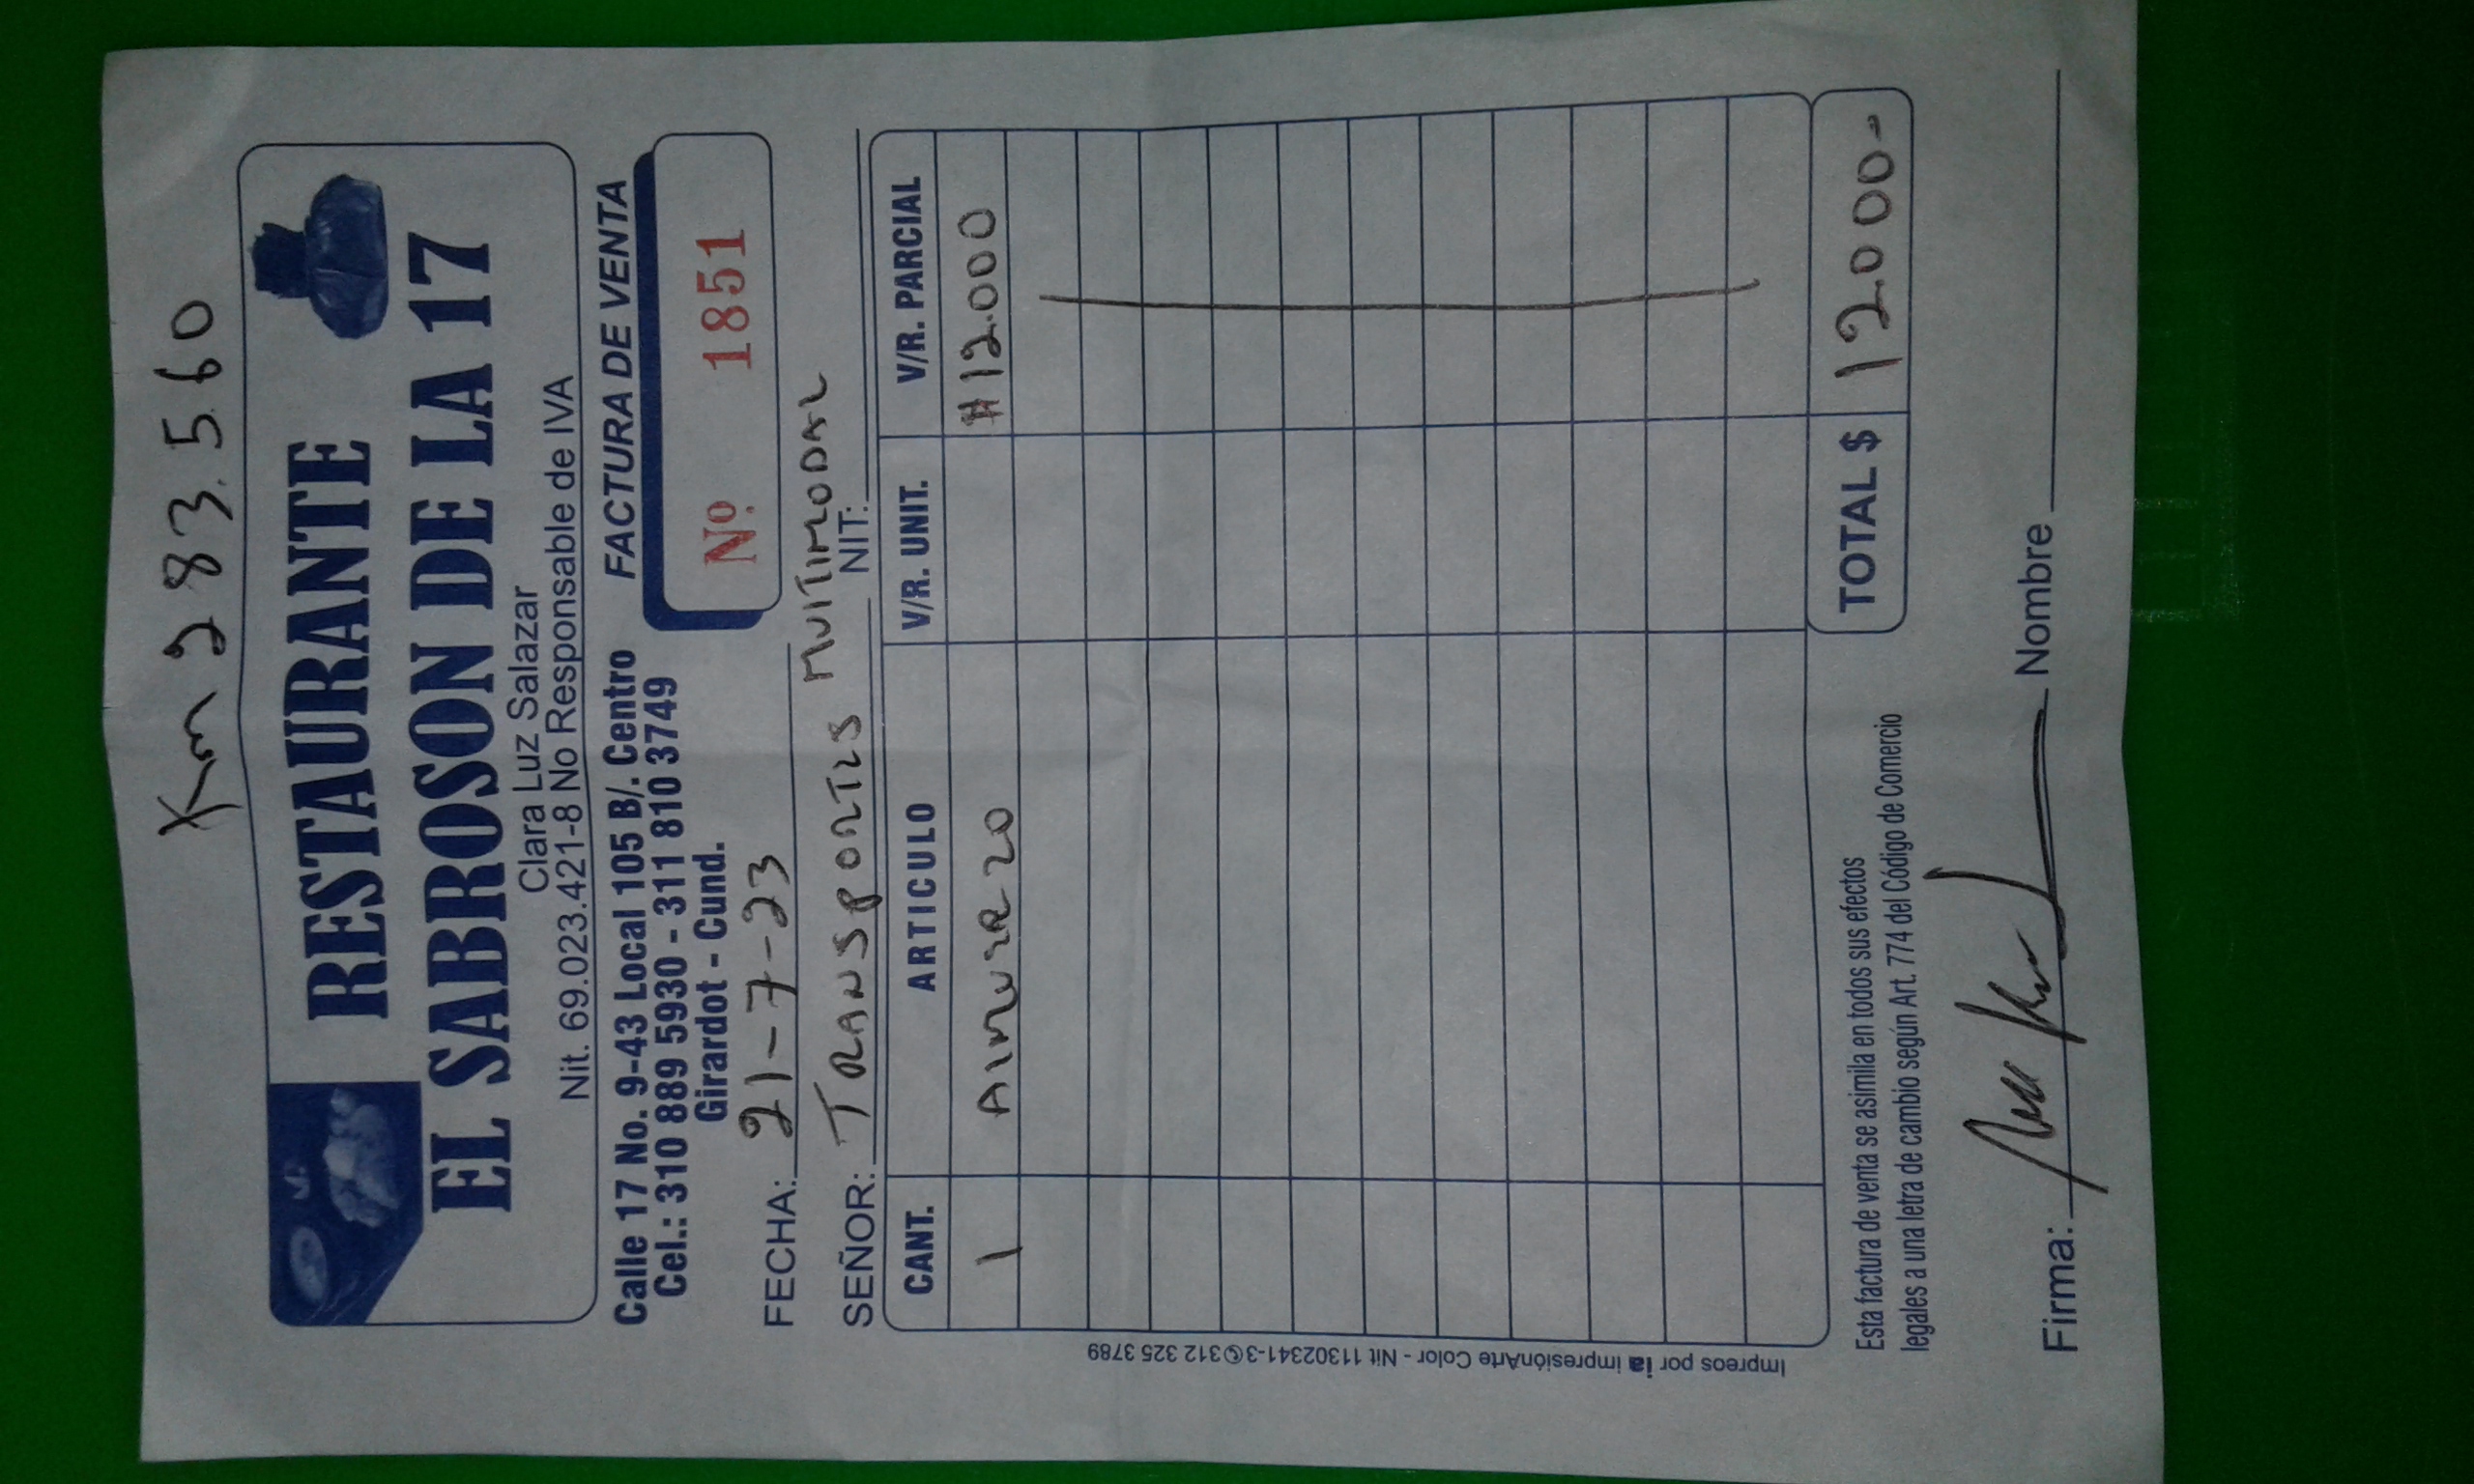 Km 283.560
RESTAURANTE
EL SABROSON DE LA 17
Clara Luz Salazar
Nit. 69.023.421-8 No Responsable de IVA
Calle 17 No. 9-43 Local 105 B/. Centro
Cel.: 310 889 5930 - 311 810 3749
Girardot - Cund.
FACTURA DE VENTA
Nº 1851
FECHA: 21-7-23
SEÑOR: TRANSPORTES MUITIMODAL
NIT:
CANT. ARTICULO V/R. UNIT. V/R. PARCIAL
1 AlmuERzo #12.000
TOTAL $ 12.000-
Esta factura de venta se asimila en todos sus efectos
legales a una letra de cambio según Art. 774 del Código de Comercio
Firma: Nombre
Impreos por ia impresiónArte Color - Nit 11302341-3 312 325 3789